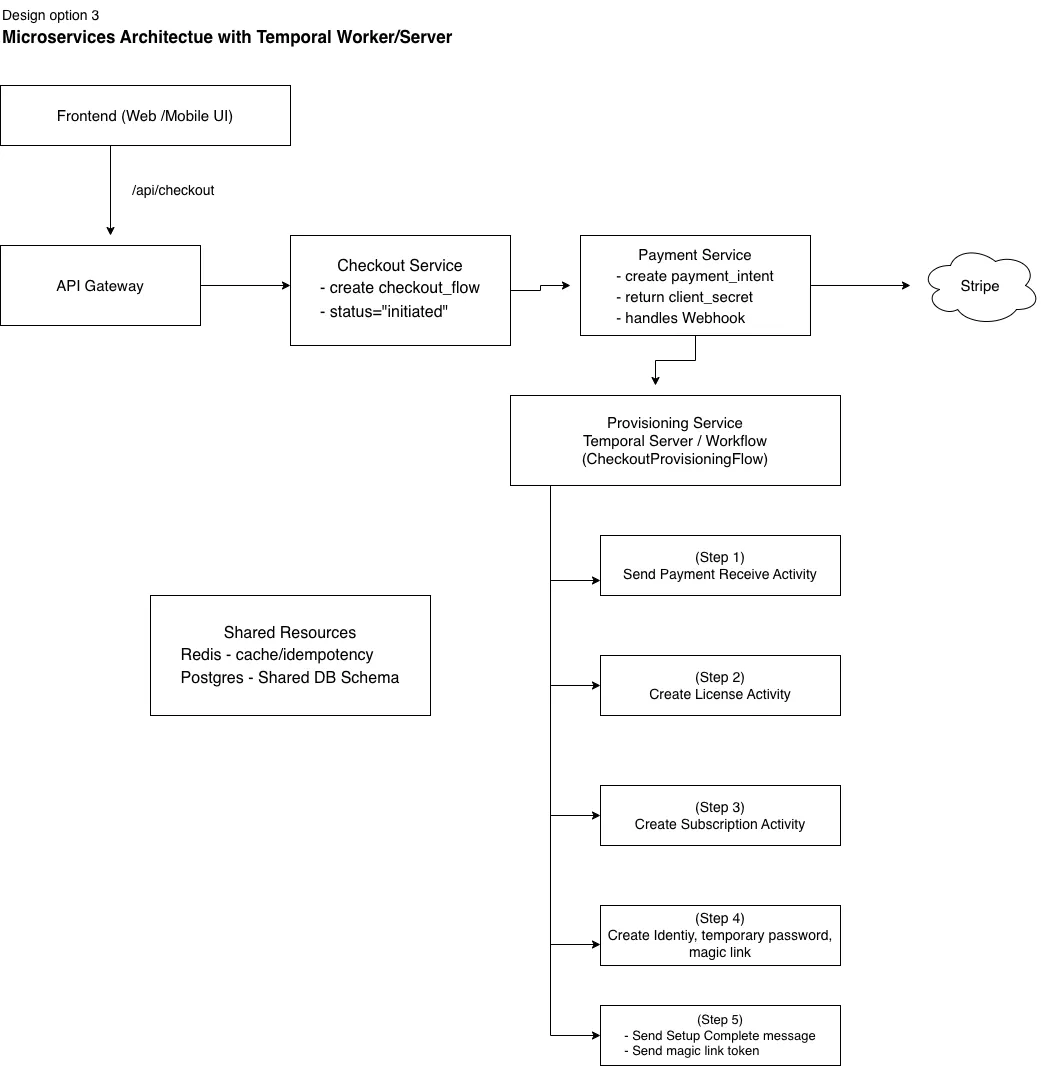 Design option 3
Microservices Architectue with Temporal Worker/Server
Frontend (Web /Mobile UI)
/api/checkout
API Gateway
Checkout Service
- create checkout_flow
- status="initiated"
Payment Service
- create payment_intent
- return client_secret
- handles Webhook
Stripe
Provisioning Service
Temporal Server / Workflow
(CheckoutProvisioningFlow)
(Step 1)
Send Payment Receive Activity
Shared Resources
Redis - cache/idempotency
Postgres - Shared DB Schema
(Step 2)
Create License Activity
(Step 3)
Create Subscription Activity
(Step 4)
Create Identiy, temporary password,
magic link
(Step 5)
- Send Setup Complete message
- Send magic link token